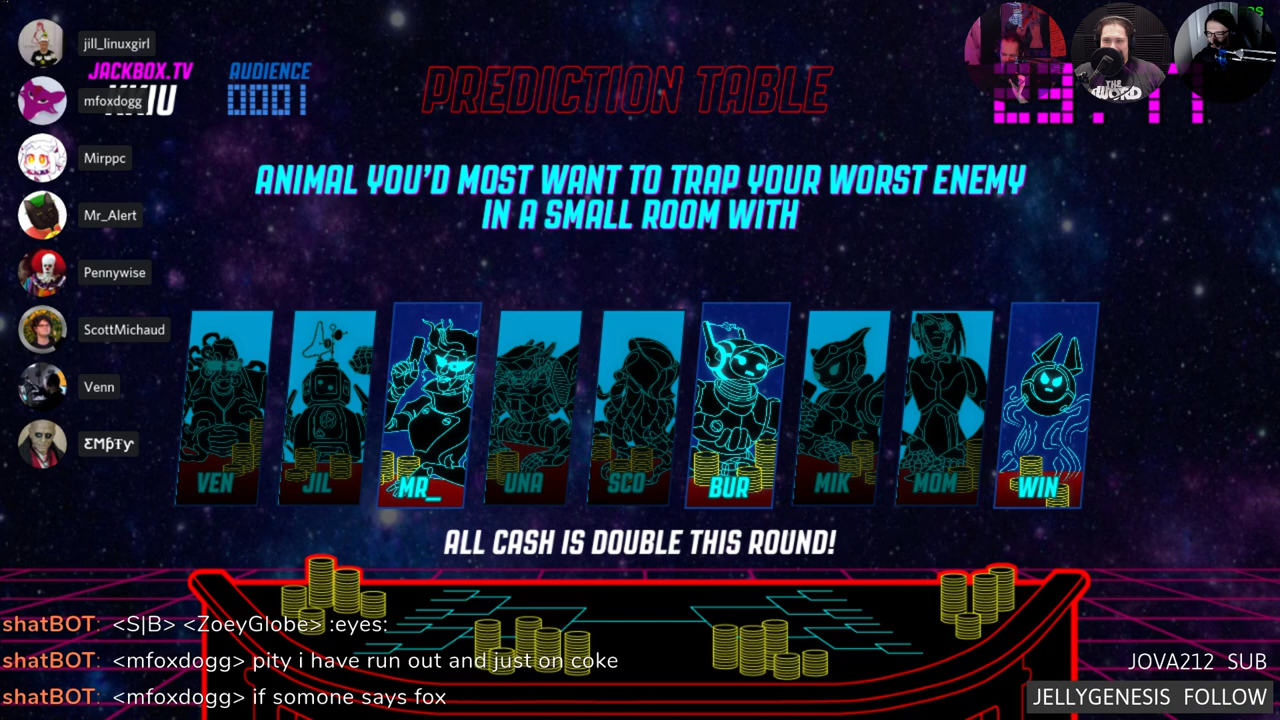 jill_linuxgirl
JACKBOX.TV
AUDIENCE
0001
PREDICTION TABLE
mfoxdogg
Mirppc
ANIMAL YOU'D MOST WANT TO TRAP YOUR WORST ENEMY
IN A SMALL ROOM WITH
Mr_Alert
Pennywise
ScottMichaud
Venn
ƐMþŦy
VEN
JIL
MR_
UNA
SCO
BUR
MIK
MOM
WIN
ALL CASH IS DOUBLE THIS ROUND!
shatBOT: <S|B> <ZoeyGlobe> :eyes:
shatBOT: <mfoxdogg> pity i have run out and just on coke
shatBOT: <mfoxdogg> if somone says fox
JOVA212 SUB
JELLYGENESIS FOLLOW